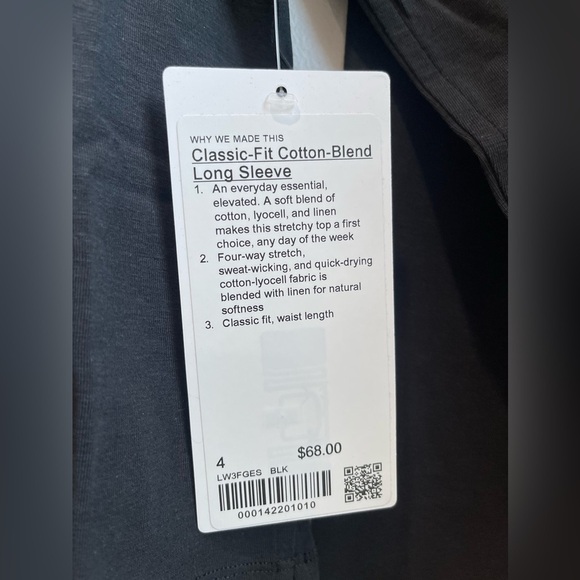 WHY WE MADE THIS
Classic-Fit Cotton-Blend
Long Sleeve
1. An everyday essential,
elevated. A soft blend of
cotton, lyocell, and linen
makes this stretchy top a first
choice, any day of the week
2. Four-way stretch,
sweat-wicking, and quick-drying
cotton-lyocell fabric is
blended with linen for natural
softness
3. Classic fit, waist length
4 $68.00
LW3FGES BLK
000142201010